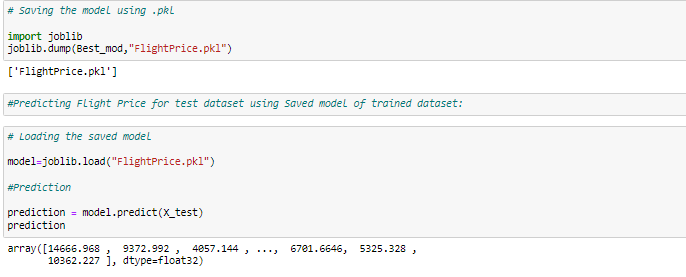 # Saving the model using .pkl
import joblib
joblib.dump(Best_mod,"FlightPrice.pkl")
['FlightPrice.pkl']
#Predicting Flight Price for test dataset using Saved model of trained dataset:
# Loading the saved model
model=joblib.load("FlightPrice.pkl")
#Prediction
prediction = model.predict(X_test)
prediction
array([14666.968 ,  9372.992 ,  4057.144 , ...,  6701.6646,  5325.328 ,
       10362.227 ], dtype=float32)